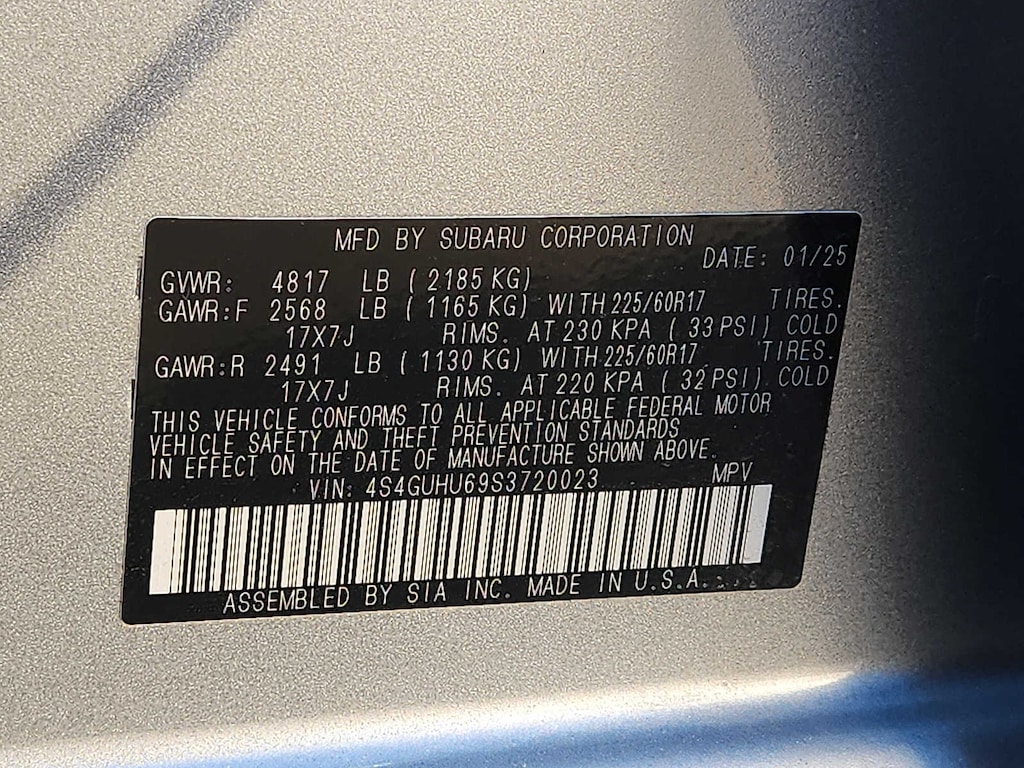 MFD BY SUBARU CORPORATION
DATE: 01/25
GVWR: 4817 LB ( 2185 KG)
GAWR:F 2568 LB ( 1165 KG) WITH 225/60R17 TIRES.
17X7J RIMS. AT 230 KPA ( 33 PSI) COLD
GAWR:R 2491 LB ( 1130 KG) WITH 225/60R17 TIRES.
17X7J RIMS. AT 220 KPA ( 32 PSI) COLD
THIS VEHICLE CONFORMS TO ALL APPLICABLE FEDERAL MOTOR
VEHICLE SAFETY AND THEFT PREVENTION STANDARDS
IN EFFECT ON THE DATE OF MANUFACTURE SHOWN ABOVE.
VIN: 4S4GUHU69S3720023 MPV
ASSEMBLED BY SIA INC. MADE IN U.S.A.